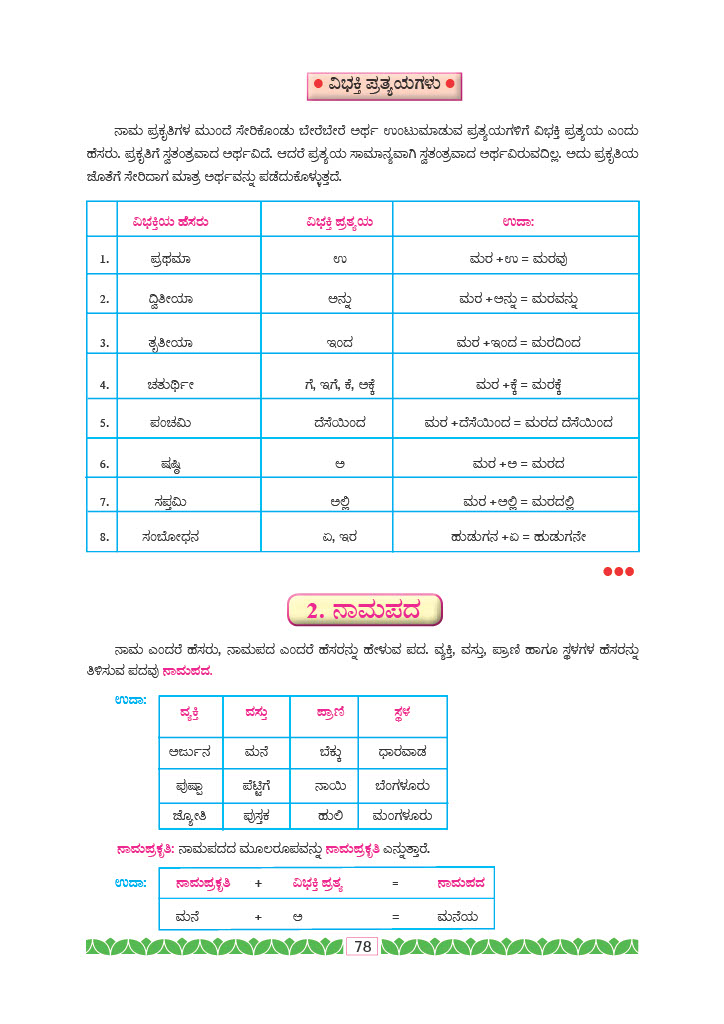 • ವಿಭಕ್ತಿ ಪ್ರತ್ಯಯಗಳು •
ನಾಮ ಪ್ರಕೃತಿಗಳ ಮುಂದೆ ಸೇರಿಕೊಂಡು ಬೇರೆಬೇರೆ ಅರ್ಥ ಉಂಟುಮಾಡುವ ಪ್ರತ್ಯಯಗಳಿಗೆ ವಿಭಕ್ತಿ ಪ್ರತ್ಯಯ ಎಂದು
ಹೆಸರು. ಪ್ರಕೃತಿಗೆ ಸ್ವತಂತ್ರವಾದ ಅರ್ಥವಿದೆ. ಆದರೆ ಪ್ರತ್ಯಯ ಸಾಮಾನ್ಯವಾಗಿ ಸ್ವತಂತ್ರವಾದ ಅರ್ಥವಿರುವದಿಲ್ಲ. ಅದು ಪ್ರಕೃತಿಯ
ಜೊತೆಗೆ ಸೇರಿದಾಗ ಮಾತ್ರ ಅರ್ಥವನ್ನು ಪಡೆದುಕೊಳ್ಳುತ್ತದೆ.
ವಿಭಕ್ತಿಯ ಹೆಸರು ವಿಭಕ್ತಿ ಪ್ರತ್ಯಯ ಉದಾ:
1. ಪ್ರಥಮಾ ಉ ಮರ +ಉ = ಮರವು
2. ದ್ವಿತೀಯಾ ಅನ್ನು ಮರ +ಅನ್ನು = ಮರವನ್ನು
3. ತೃತೀಯಾ ಇಂದ ಮರ +ಇಂದ = ಮರದಿಂದ
4. ಚತುರ್ಥೀ ಗೆ, ಇಗೆ, ಕೆ, ಅಕ್ಕೆ ಮರ +ಕ್ಕೆ = ಮರಕ್ಕೆ
5. ಪಂಚಮಿ ದೆಸೆಯಿಂದ ಮರ +ದೆಸೆಯಿಂದ = ಮರದ ದೆಸೆಯಿಂದ
6. ಷಷ್ಠಿ ಅ ಮರ +ಅ = ಮರದ
7. ಸಪ್ತಮಿ ಅಲ್ಲಿ ಮರ +ಅಲ್ಲಿ = ಮರದಲ್ಲಿ
8. ಸಂಬೋಧನ ಏ, ಇರ ಹುಡುಗನ +ಏ = ಹುಡುಗನೇ
2. ನಾಮಪದ
ನಾಮ ಎಂದರೆ ಹೆಸರು, ನಾಮಪದ ಎಂದರೆ ಹೆಸರನ್ನು ಹೇಳುವ ಪದ. ವ್ಯಕ್ತಿ, ವಸ್ತು, ಪ್ರಾಣಿ ಹಾಗೂ ಸ್ಥಳಗಳ ಹೆಸರನ್ನು
ತಿಳಿಸುವ ಪದವು ನಾಮಪದ.
ಉದಾ:
ವ್ಯಕ್ತಿ ವಸ್ತು ಪ್ರಾಣಿ ಸ್ಥಳ
ಅರ್ಜುನ ಮನೆ ಬೆಕ್ಕು ಧಾರವಾಡ
ಪುಷ್ಪಾ ಪೆಟ್ಟಿಗೆ ನಾಯಿ ಬೆಂಗಳೂರು
ಜ್ಯೋತಿ ಪುಸ್ತಕ ಹುಲಿ ಮಂಗಳೂರು
ನಾಮಪ್ರಕೃತಿ: ನಾಮಪದದ ಮೂಲರೂಪವನ್ನು ನಾಮಪ್ರಕೃತಿ ಎನ್ನುತ್ತಾರೆ.
ಉದಾ: ನಾಮಪ್ರಕೃತಿ + ವಿಭಕ್ತಿ ಪ್ರತ್ಯ = ನಾಮಪದ
ಮನೆ + ಅ = ಮನೆಯ
78